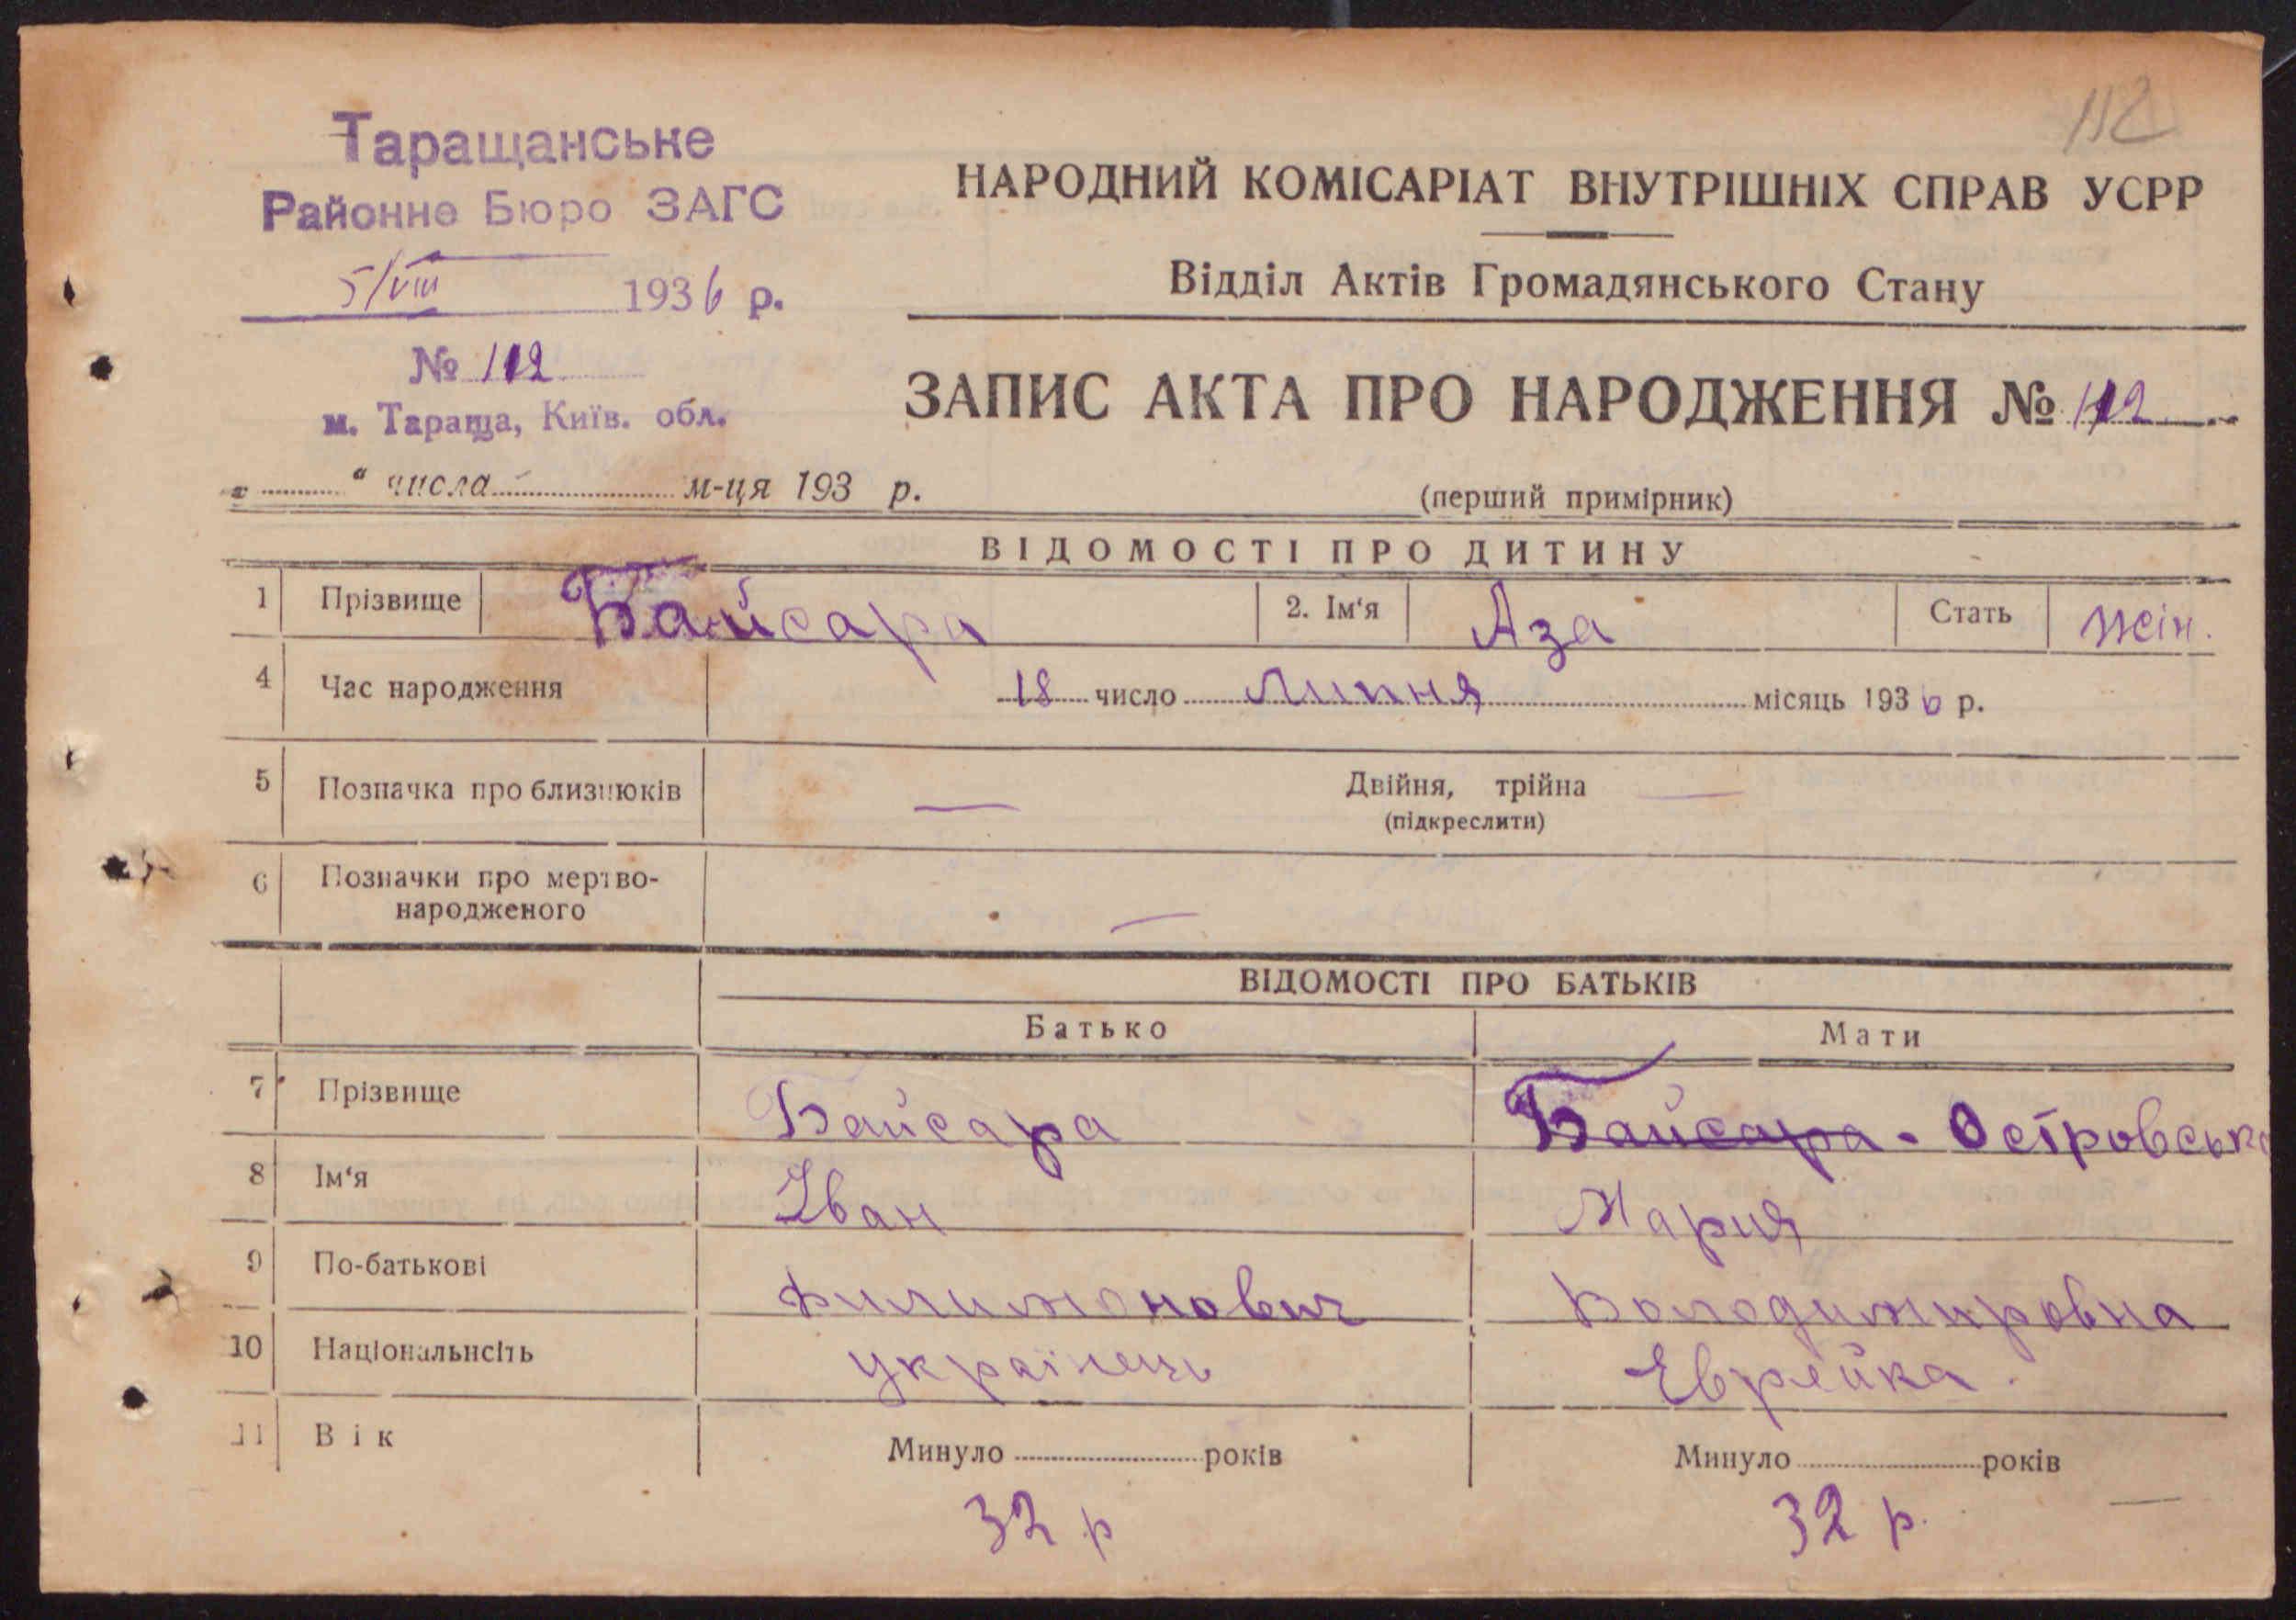 112
Таращанське
Районне Бюро ЗАГС
5/VIII 1936 р.
№ 112
м. Тараща, Київ. обл.
НАРОДНИЙ КОМІСАРІАТ ВНУТРІШНІХ СПРАВ УСРР
Відділ Актів Громадянського Стану
ЗАПИС АКТА ПРО НАРОДЖЕННЯ № 112
„ “ числа м-ця 193 р.
(перший примірник)
ВІДОМОСТІ ПРО ДИТИНУ
1 Прізвище Байсара 2. Ім‘я Аза Стать жін.
4 Час народження 18 число Липня місяць 1936 р.
5 Позначка про близнюків — Двійня, трійна —
(підкреслити)
6 Позначки про мертво-
народженого —
ВІДОМОСТІ ПРО БАТЬКІВ
Батько Мати
7 Прізвище Байсара Байсара - Островська
8 Ім‘я Іван Мария
9 По-батькові Филимонович Володимировна
10 Національнсіть Українець Еврейка.
11 Вік Минуло років Минуло років
32 р 32 р.